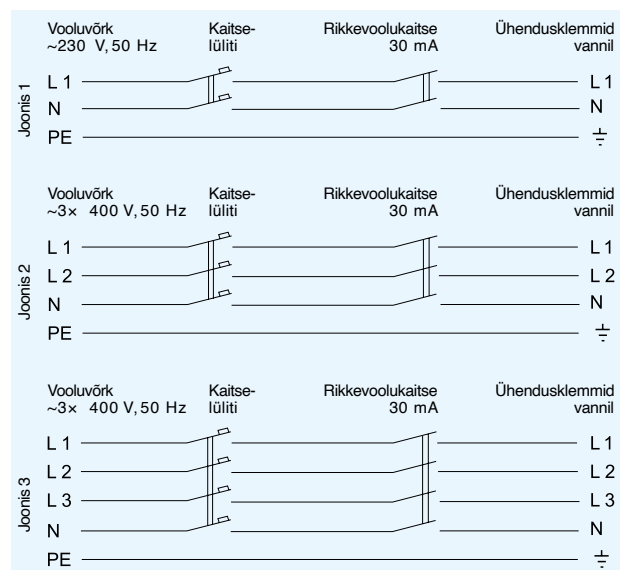 Vooluvõrk Kaitse- Rikkevoolukaitse Ühendusklemmid
~230 V, 50 Hz lüliti 30 mA vannil
L 1 L 1
N N
PE
Joonis 1
Vooluvõrk Kaitse- Rikkevoolukaitse Ühendusklemmid
~3× 400 V, 50 Hz lüliti 30 mA vannil
L 1 L 1
L 2 L 2
N N
PE
Joonis 2
Vooluvõrk Kaitse- Rikkevoolukaitse Ühendusklemmid
~3× 400 V, 50 Hz lüliti 30 mA vannil
L 1 L 1
L 2 L 2
L 3 L 3
N N
PE
Joonis 3